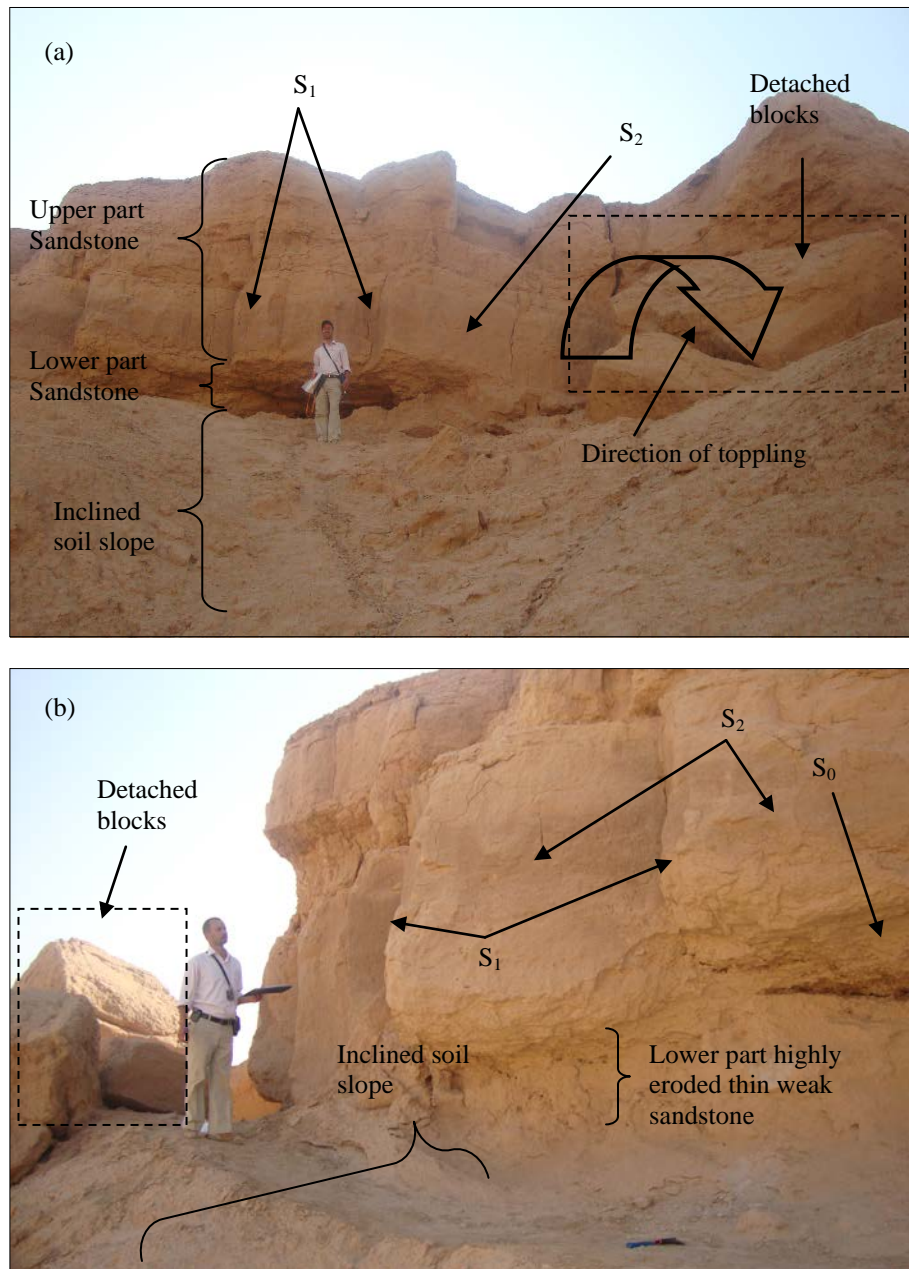 (a)
S₁
Detached
blocks
S₂
Upper part
Sandstone
Lower part
Sandstone
Direction of toppling
Inclined
soil slope
(b)
S₂
S₀
Detached
blocks
S₁
Inclined soil
slope
Lower part highly
eroded thin weak
sandstone